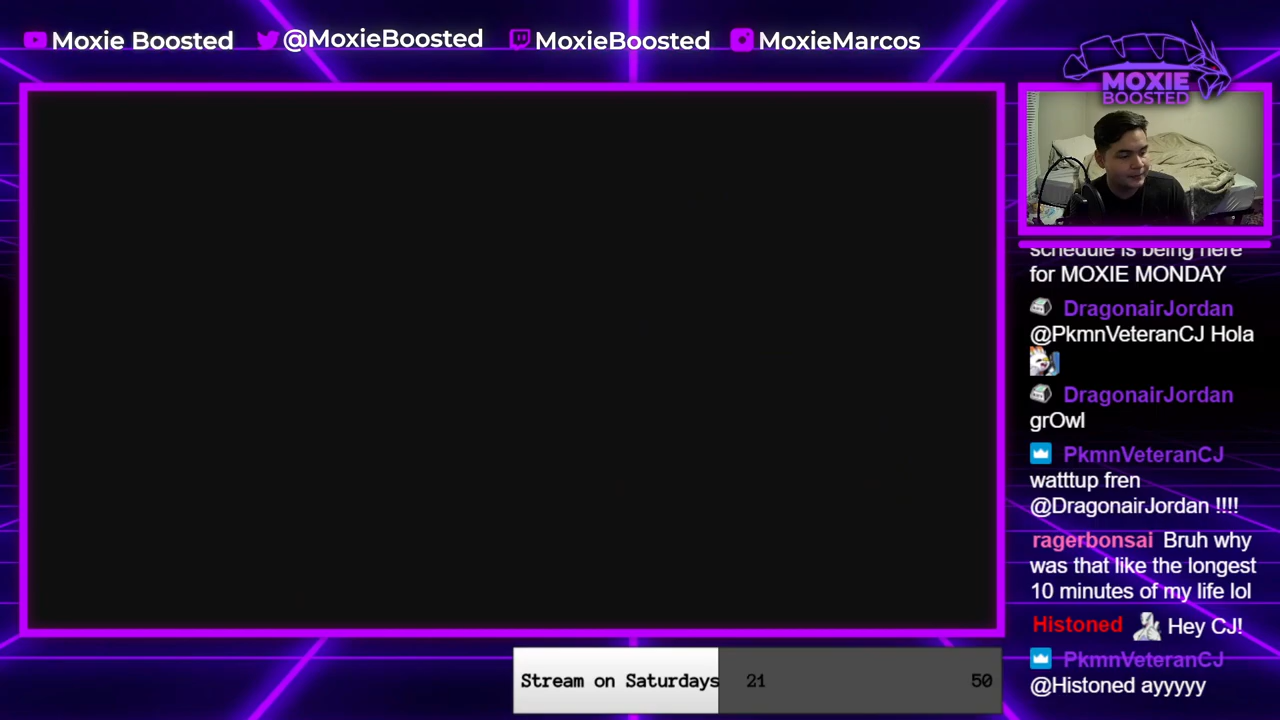 Moxie Boosted @MoxieBoosted MoxieBoosted MoxieMarcos
MOXIE
BOOSTED
schedule is being here
for MOXIE MONDAY
DragonairJordan
@PkmnVeteranCJ Hola
DragonairJordan
grOwl
PkmnVeteranCJ
watttup fren
@DragonairJordan !!!!
ragerbonsai Bruh why
was that like the longest
10 minutes of my life lol
Histoned Hey CJ!
PkmnVeteranCJ
@Histoned ayyyyy
Stream on Saturdays 21 50